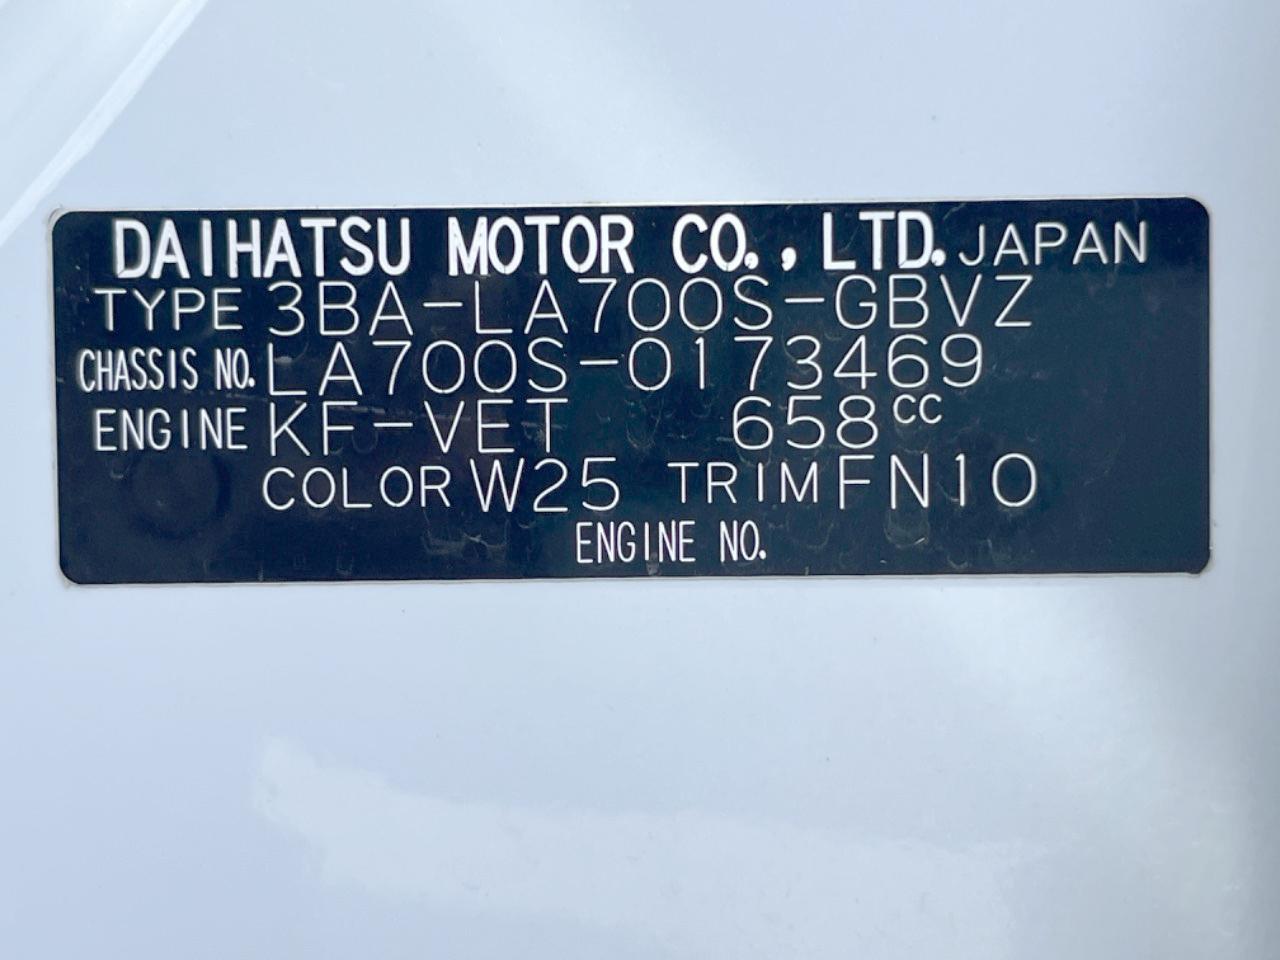 DAIHATSU MOTOR CO., LTD. JAPAN
TYPE 3BA-LA700S-GBVZ
CHASSIS NO. LA700S-0173469
ENGINE KF-VET 658CC
COLOR W25 TRIM FN10
ENGINE NO.